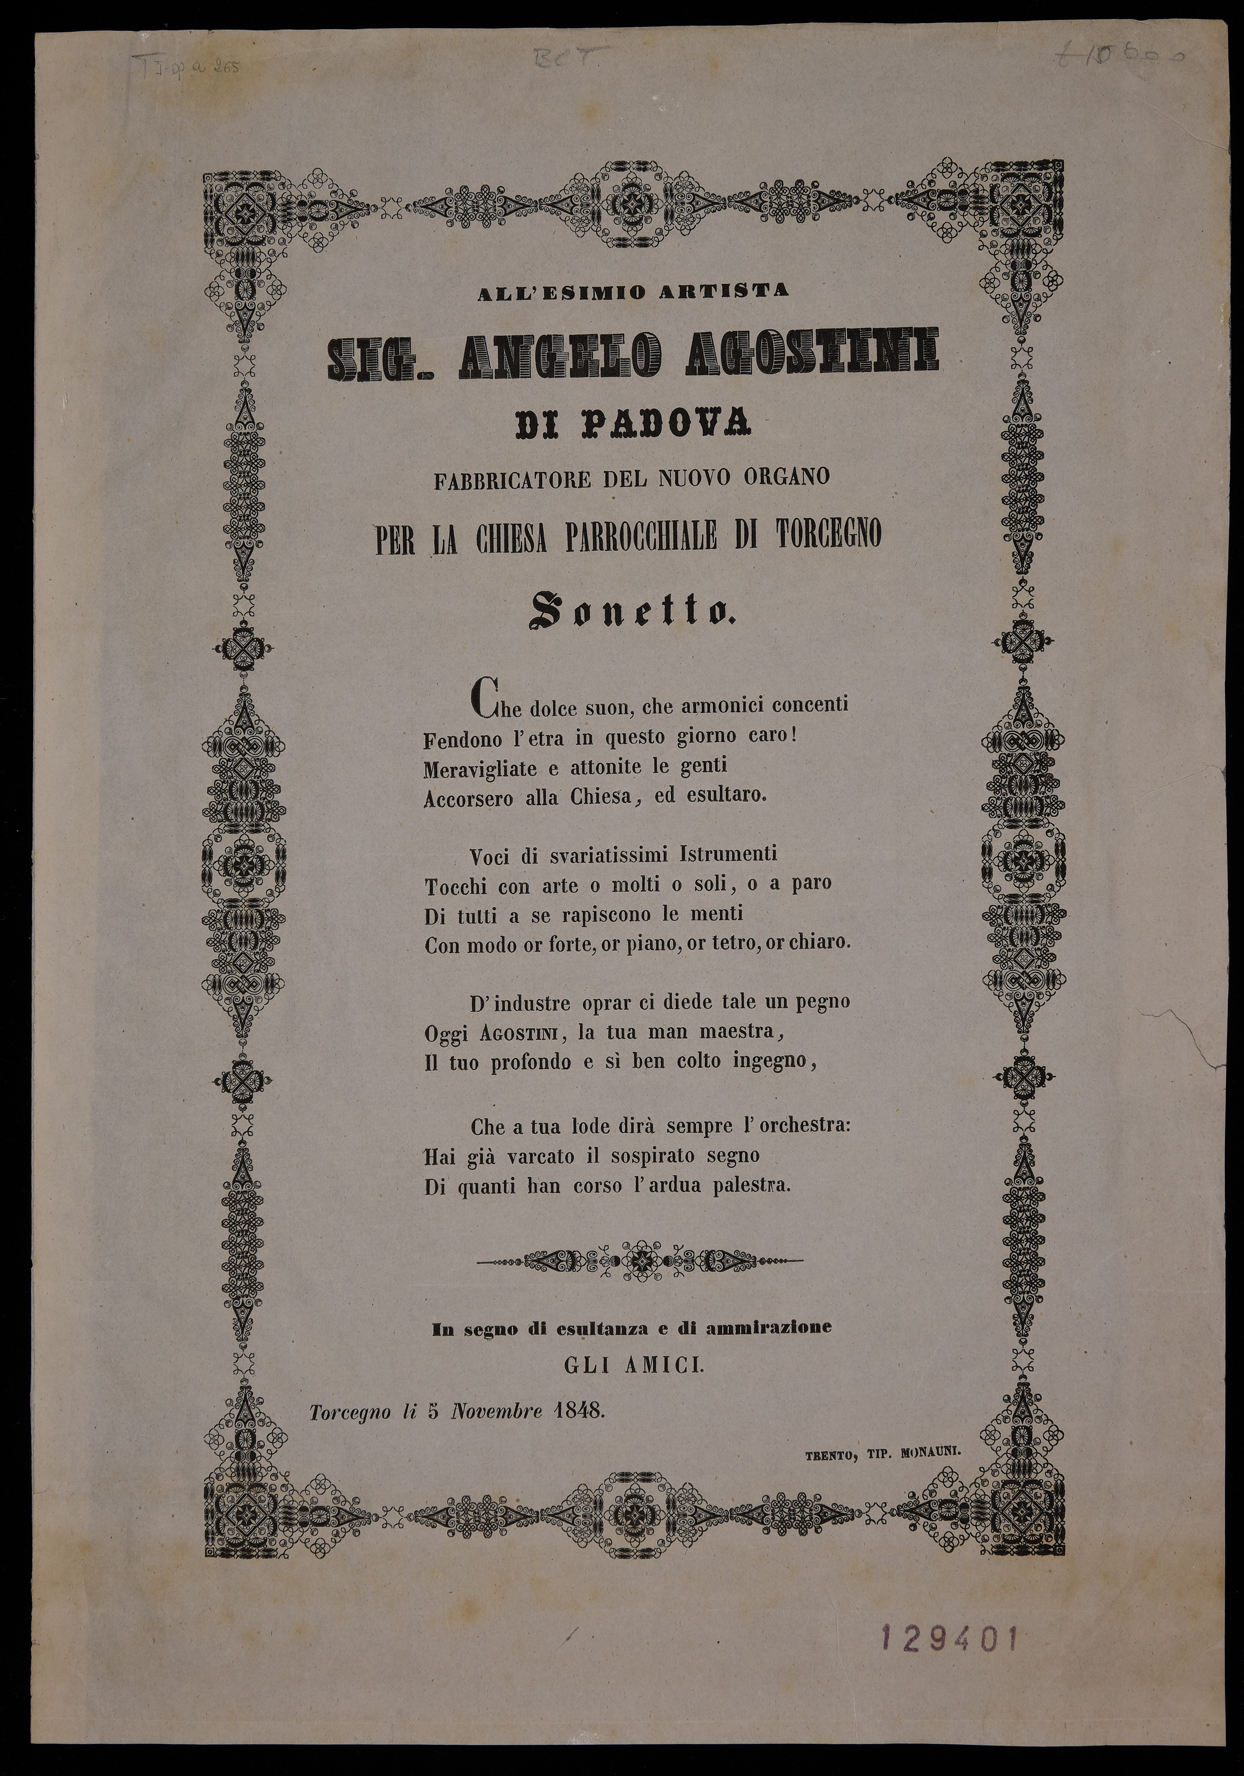 BCT
ALL'ESIMIO ARTISTA
SIG. ANGELO AGOSTINI
DI PADOVA
FABBRICATORE DEL NUOVO ORGANO
PER LA CHIESA PARROCCHIALE DI TORCEGNO
Sonetto.
Che dolce suon, che armonici concenti
Fendono l'etra in questo giorno caro!
Meravigliate e attonite le genti
Accorsero alla Chiesa, ed esultaro.
Voci di svariatissimi Istrumenti
Tocchi con arte o molti o soli, o a paro
Di tutti a se rapiscono le menti
Con modo or forte, or piano, or tetro, or chiaro.
D'industre oprar ci diede tale un pegno
Oggi AGOSTINI, la tua man maestra,
Il tuo profondo e sì ben colto ingegno,
Che a tua lode dirà sempre l'orchestra:
Hai già varcato il sospirato segno
Di quanti han corso l'ardua palestra.
In segno di esultanza e di ammirazione
GLI AMICI.
Torcegno li 5 Novembre 1848.
TRENTO, TIP. MONAUNI.
129401